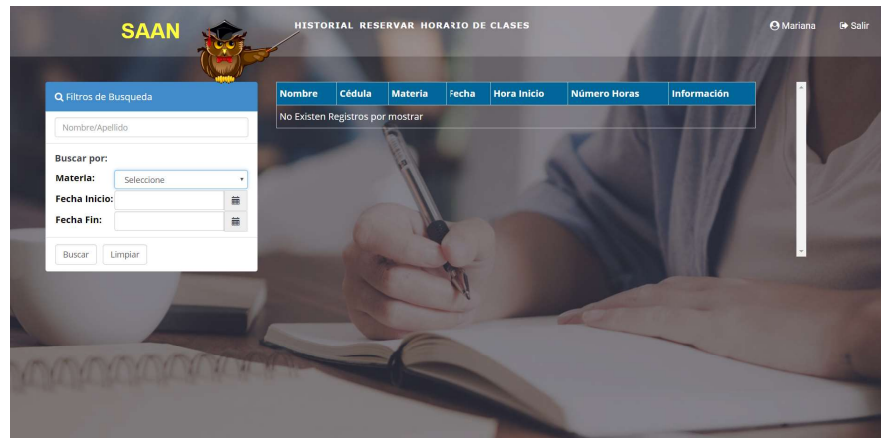 SAAN
HISTORIAL RESERVAR HORARIO DE CLASES
Mariana
Salir
Filtros de Busqueda
Nombre/Apellido
Buscar por:
Materia: Seleccione
Fecha Inicio:
Fecha Fin:
Buscar Limpiar
Nombre Cédula Materia Fecha Hora Inicio Número Horas Información
No Existen Registros por mostrar